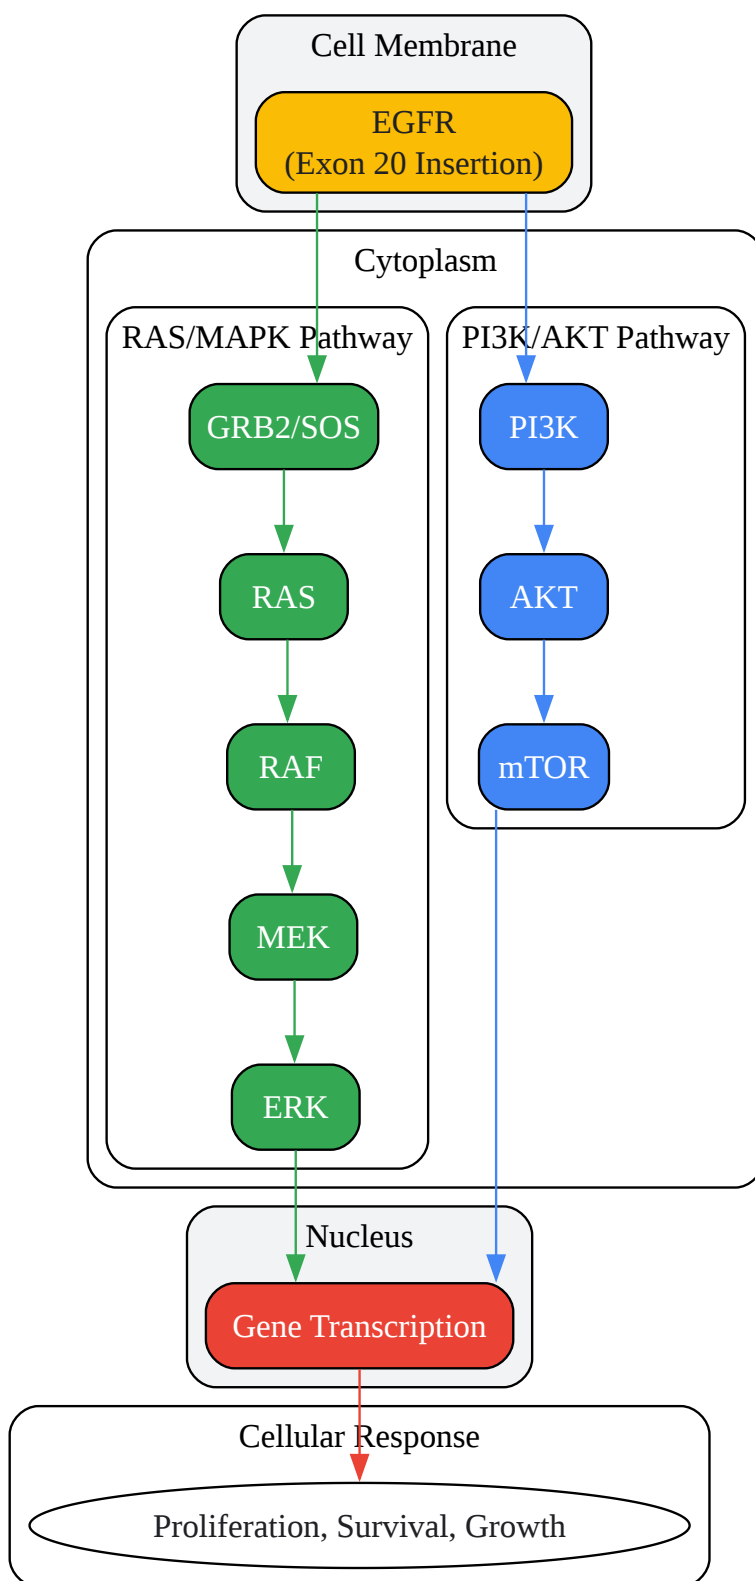 Cell Membrane
EGFR
(Exon 20 Insertion)
Cytoplasm
RAS/MAPK Pathway
GRB2/SOS
RAS
RAF
MEK
ERK
PI3K/AKT Pathway
PI3K
AKT
mTOR
Nucleus
Gene Transcription
Cellular Response
Proliferation, Survival, Growth